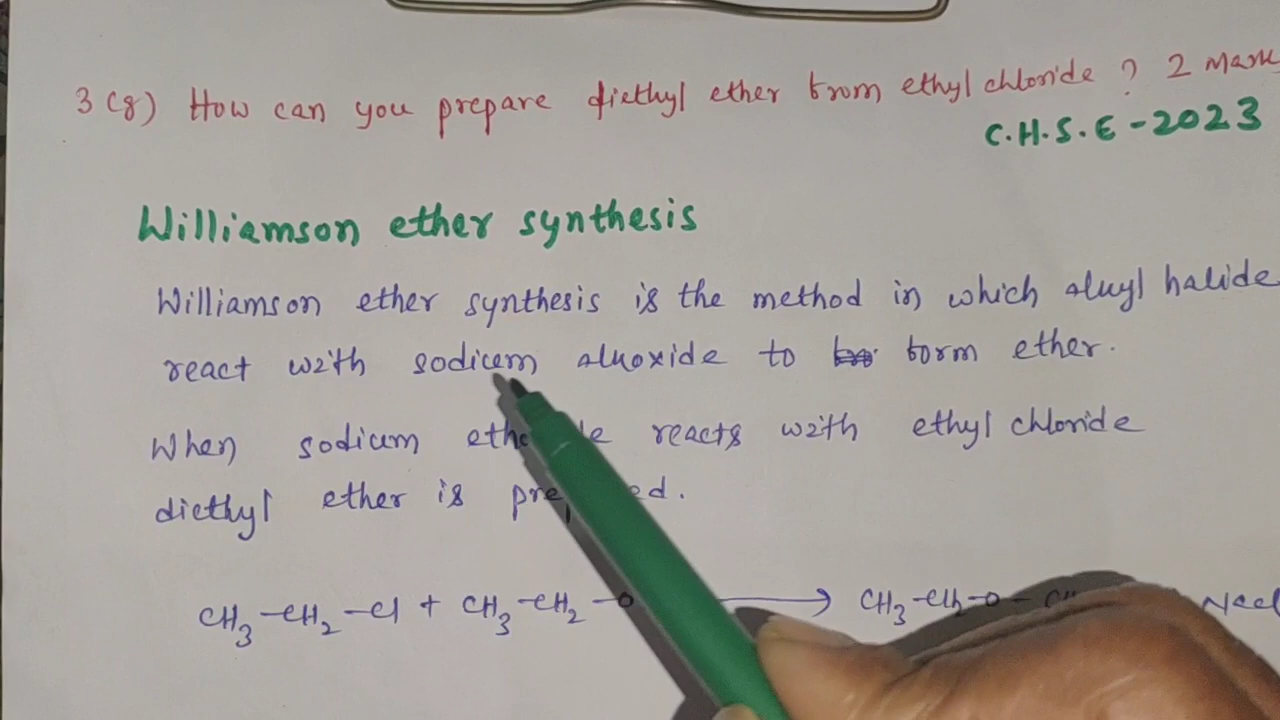 3 (g) How can you prepare diethyl ether from ethyl chloride ? 2 Mark
C.H.S.E - 2023
Williamson ether synthesis
Williamson ether synthesis is the method in which alkyl halide
react with sodium alkoxide to form ether.
When sodium reacts with ethyl chloride
diethyl ether is
CH3-CH2-Cl + CH3-CH2-O → CH3-CH2-O- NaCl